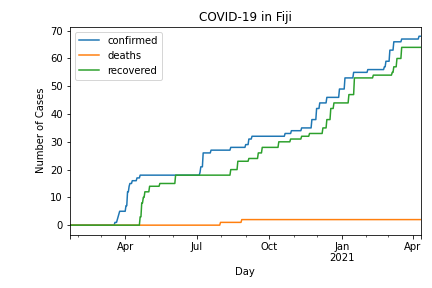 COVID-19 in Fiji
confirmed
deaths
recovered
Number of Cases
70
60
50
40
30
20
10
0
Apr
Jul
Oct
Jan
2021
Apr
Day